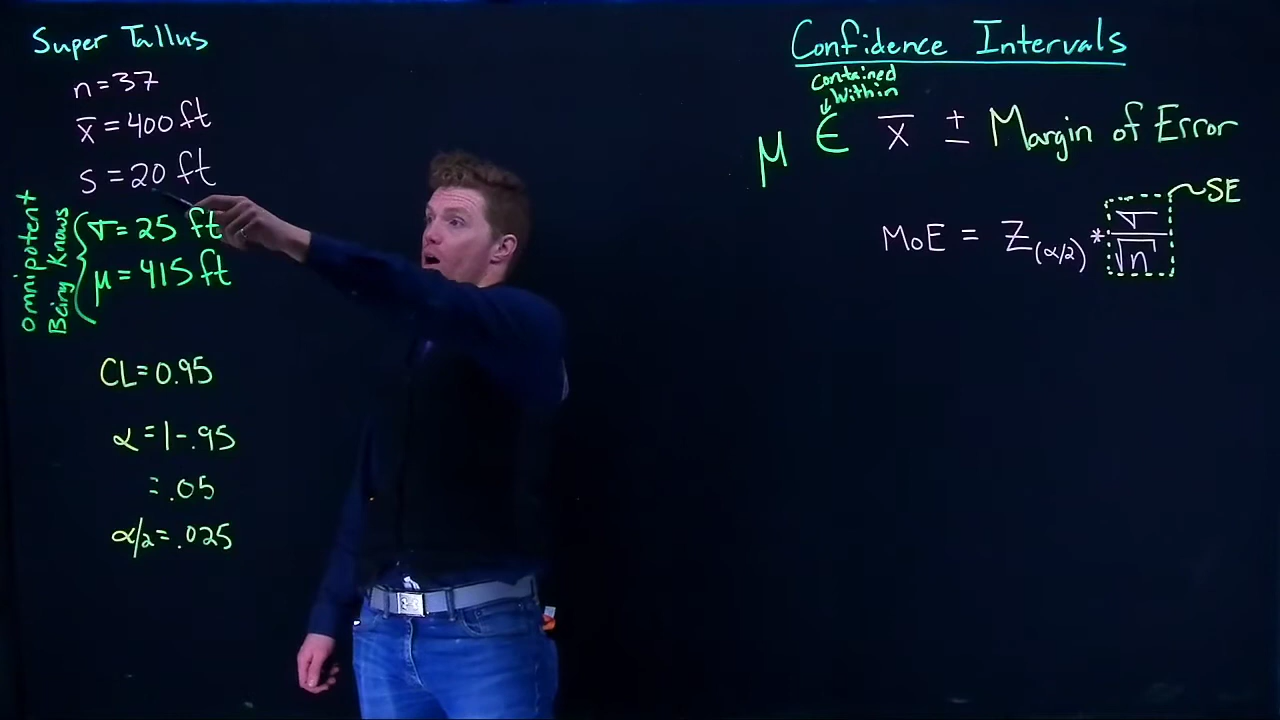 Super Tallus
n=37
x̄ = 400 ft
s = 20 ft
Omnipotent
Being Knows
σ = 25 ft
μ = 415 ft
CL=0.95
α = 1-.95
= .05
α/2 = .025
Confidence Intervals
contained
within
μ ∈ x̄ ± Margin of Error
SE
MoE = Z(α/2) * σ/√n